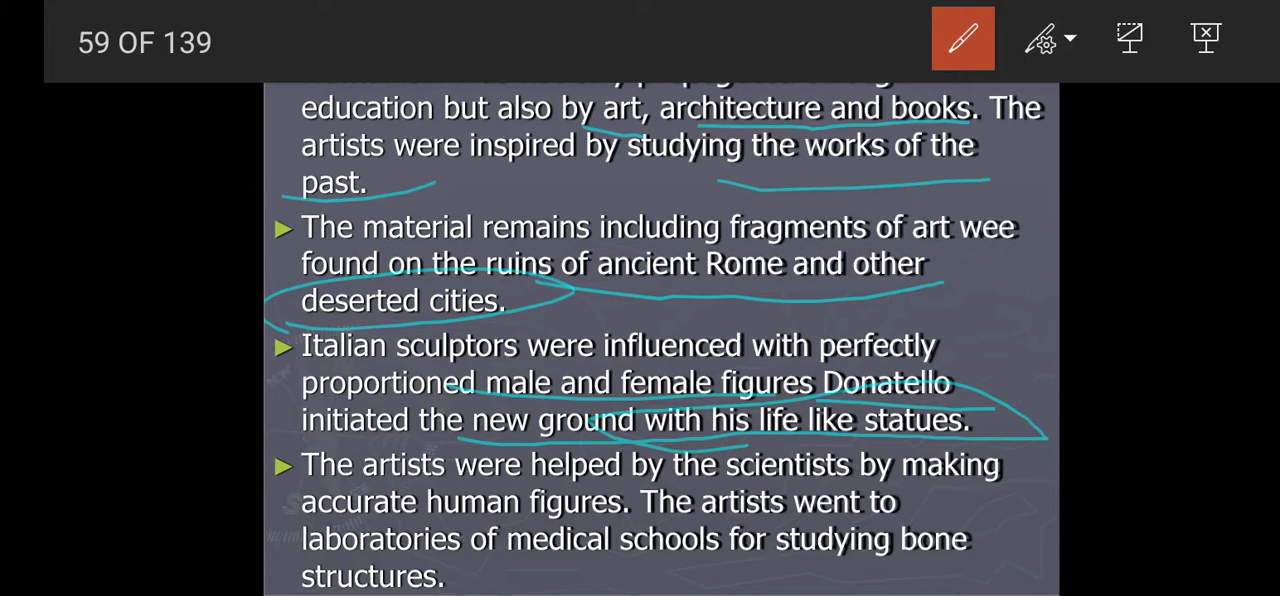 59 OF 139
education but also by art, architecture and books. The
artists were inspired by studying the works of the
past.
► The material remains including fragments of art wee
found on the ruins of ancient Rome and other
deserted cities.
► Italian sculptors were influenced with perfectly
proportioned male and female figures Donatello
initiated the new ground with his life like statues.
► The artists were helped by the scientists by making
accurate human figures. The artists went to
laboratories of medical schools for studying bone
structures.